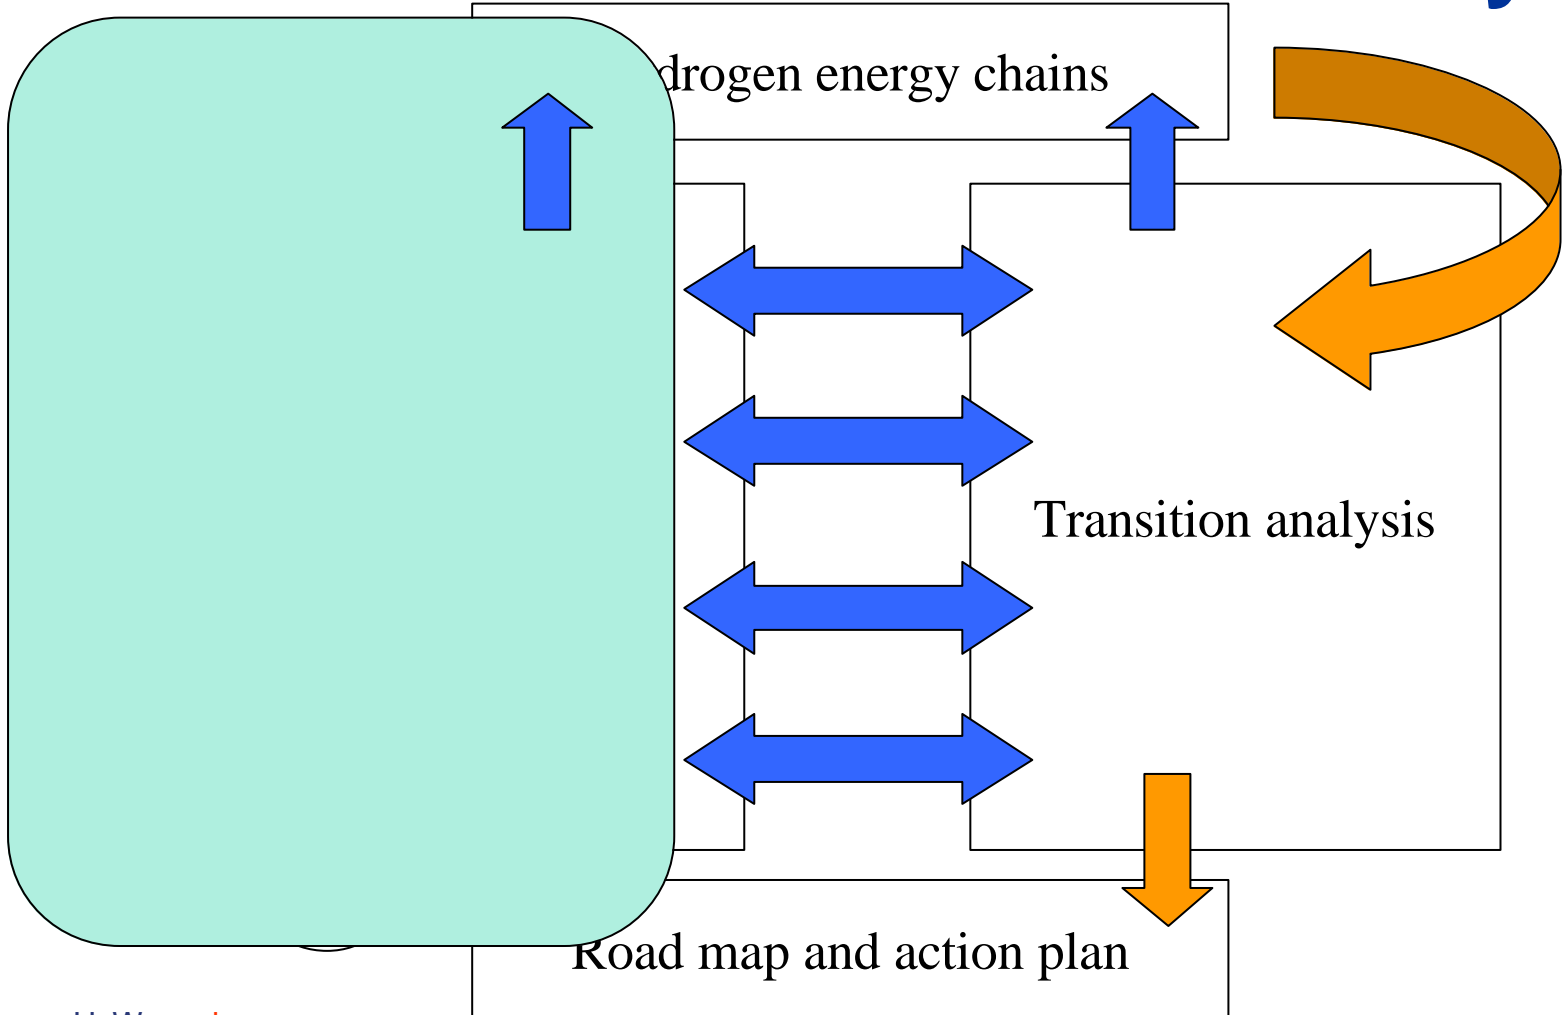 drogen energy chains
Transition analysis
Road map and action plan